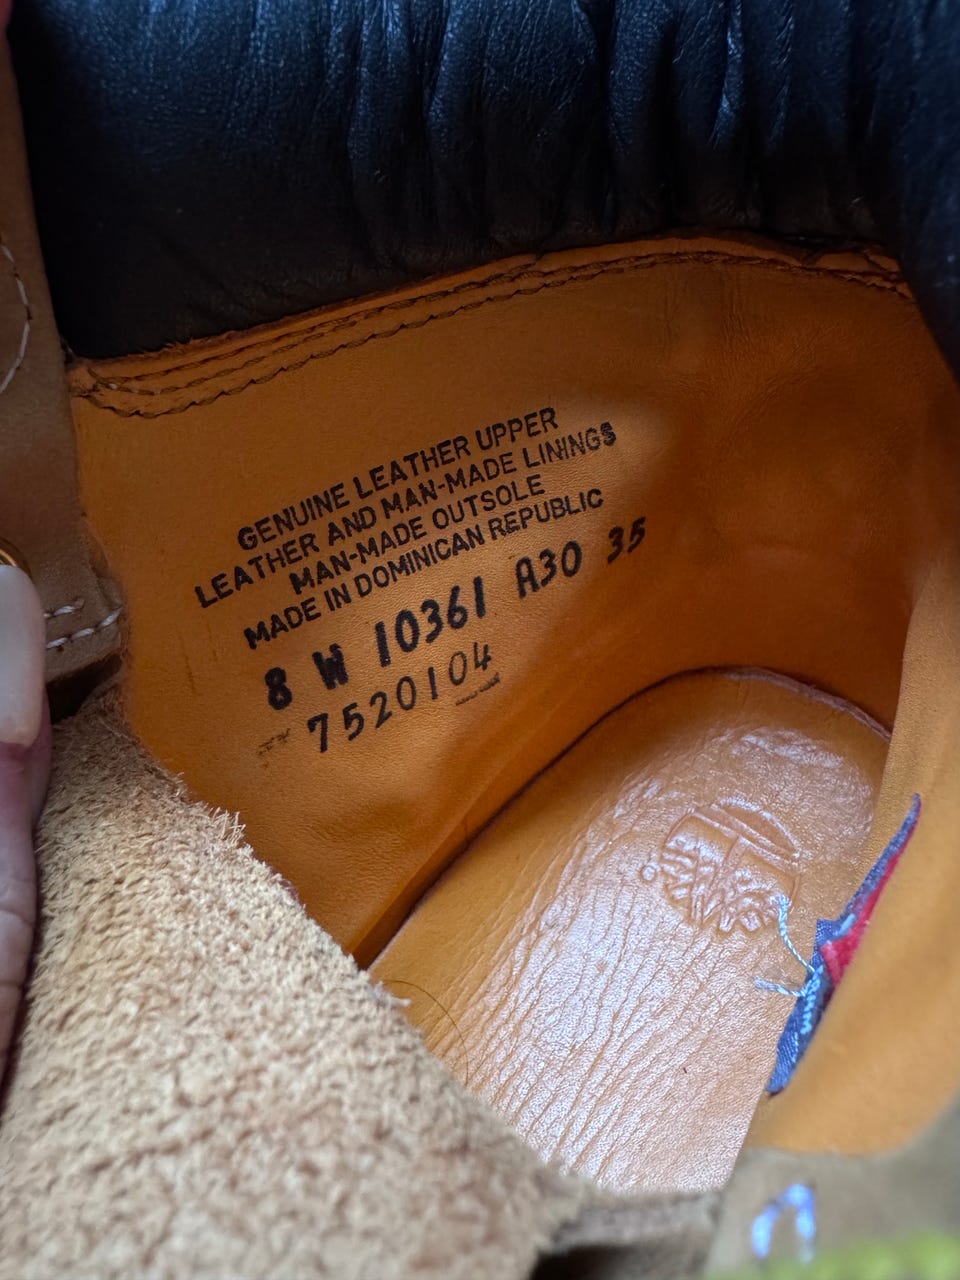 GENUINE LEATHER UPPER
LEATHER AND MAN-MADE LININGS
MAN-MADE OUTSOLE
MADE IN DOMINICAN REPUBLIC
8 W 10361 A30 35
7520104